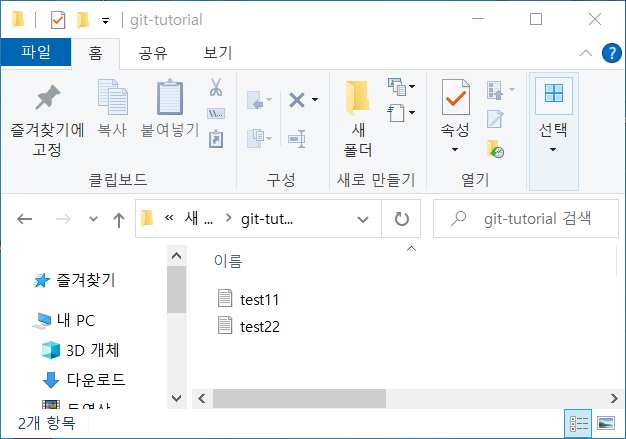 git-tutorial
파일 홈 공유 보기
즐겨찾기에 고정
복사
붙여넣기
클립보드
구성
새 폴더
새로 만들기
속성
열기
선택
« 새 ... > git-tut...
git-tutorial 검색
이름
즐겨찾기
내 PC
3D 개체
다운로드
동영상
test11
test22
2개 항목